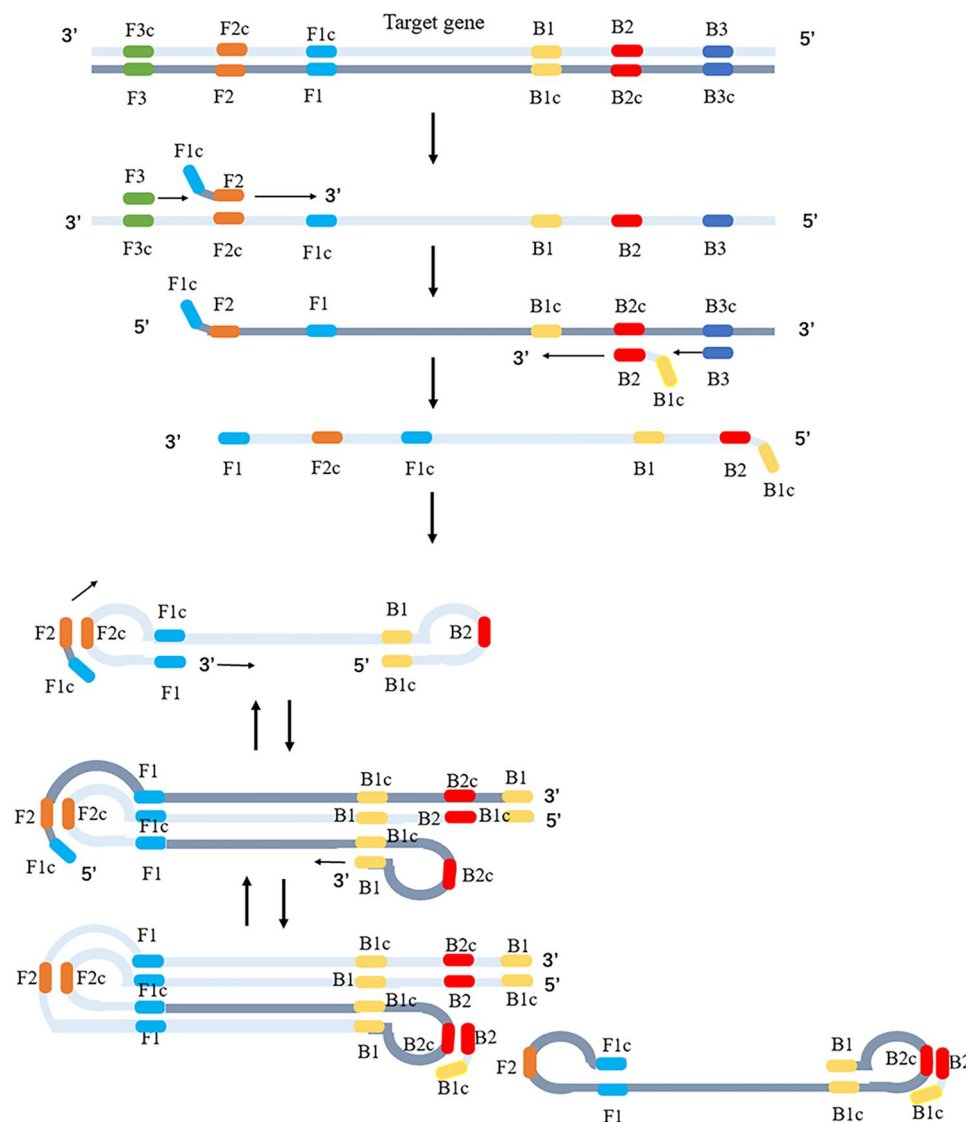 Target gene
3’ F3c F2c F1c B1 B2 B3 5’
F3 F2 F1 B1c B2c B3c
F1c
F3 F2 3’
3’ 5’
F3c F2c F1c B1 B2 B3
F1c
F2 F1 B1c B2c B3c
5’ 3’
3’ B2 B3
B1c
3’ 5’
F1 F2c F1c B1 B2
B1c
F1c B1
F2 F2c B2
3’ 5’
F1c F1 B1c
F1 B1c B2c B1
3’
F2 F2c F1c B1 B2 B1c 5’
B1c
F1c 5’ F1 3’ B1 B2c
F1 B1c B2c B1
3’
F2 F2c B1 5’
F1c B1c B2 B1c
F1 B1 B2c B2
B1c
F1c B1
F2 B2c B2
F1 B1c B1c